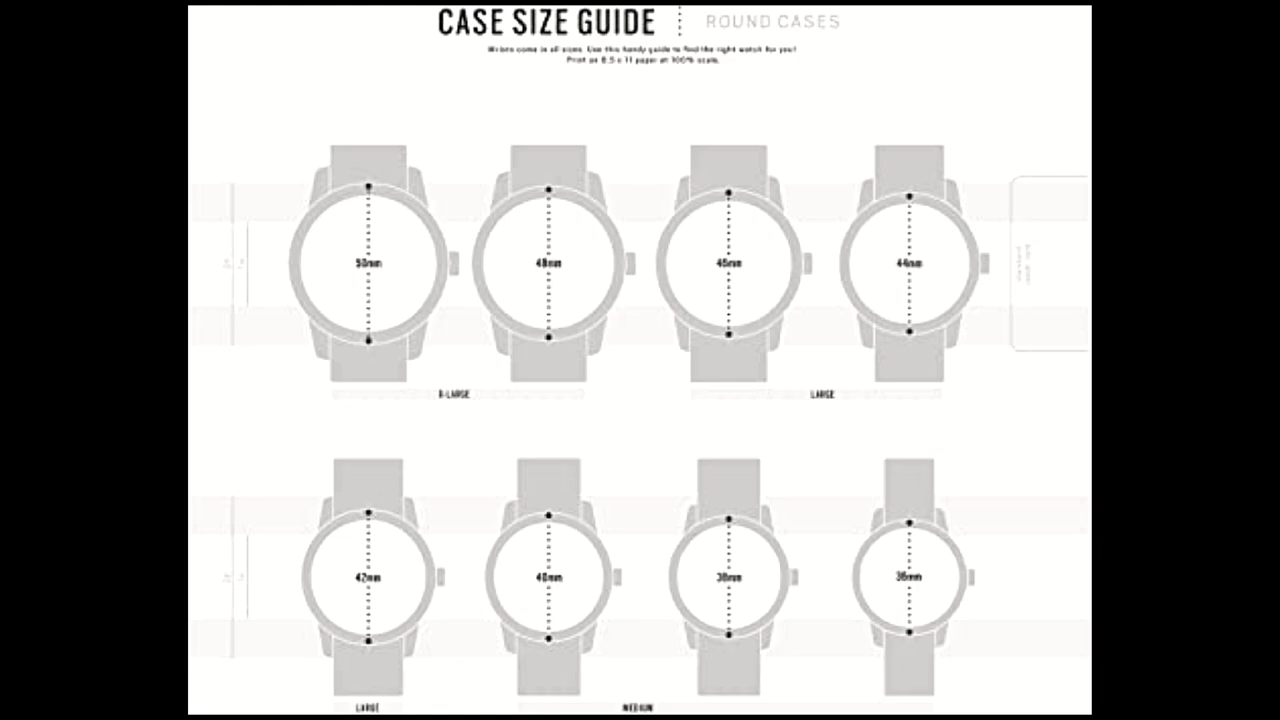 CASE SIZE GUIDE
ROUND CASES
come in all sizes. Use this handy guide to find the right watch for you!
Print on 8.5 x 11 paper at 100% scale.
50mm
48mm
46mm
44mm
X-LARGE
LARGE
42mm
40mm
38mm
36mm
LARGE
MEDIUM